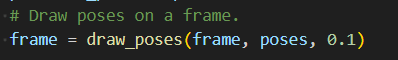 # Draw poses on a frame.
frame = draw_poses(frame, poses, 0.1)